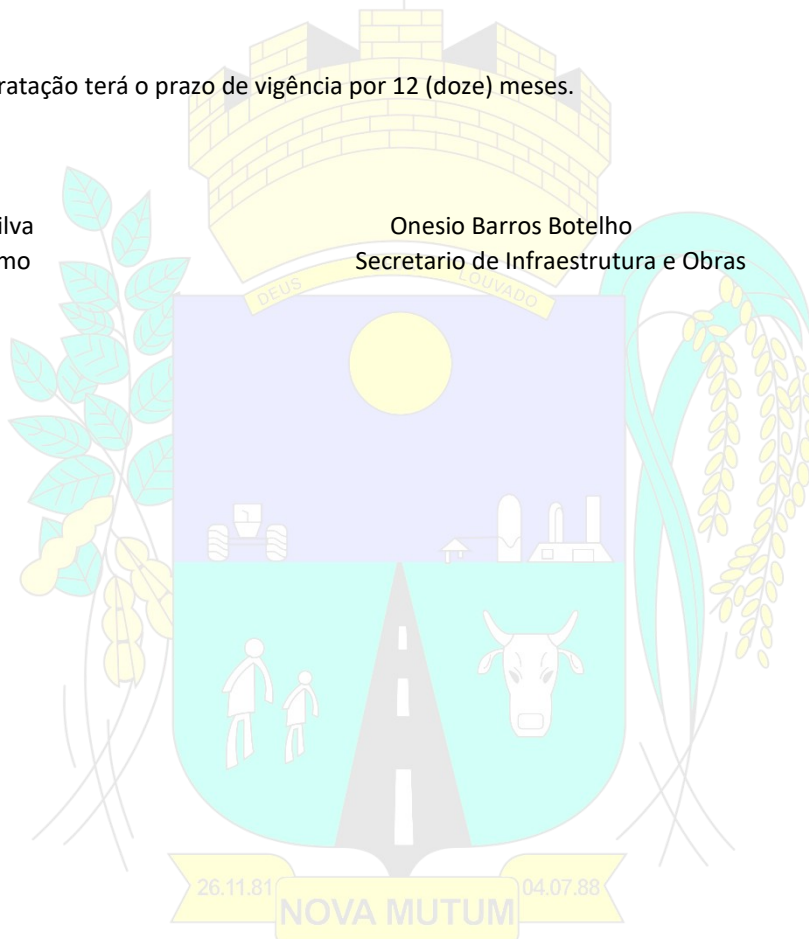 ratação terá o prazo de vigência por 12 (doze) meses.
ilva Onesio Barros Botelho
mo Secretario de Infraestrutura e Obras
DEUS LOUVADO
26.11.81 NOVA MUTUM 04.07.88